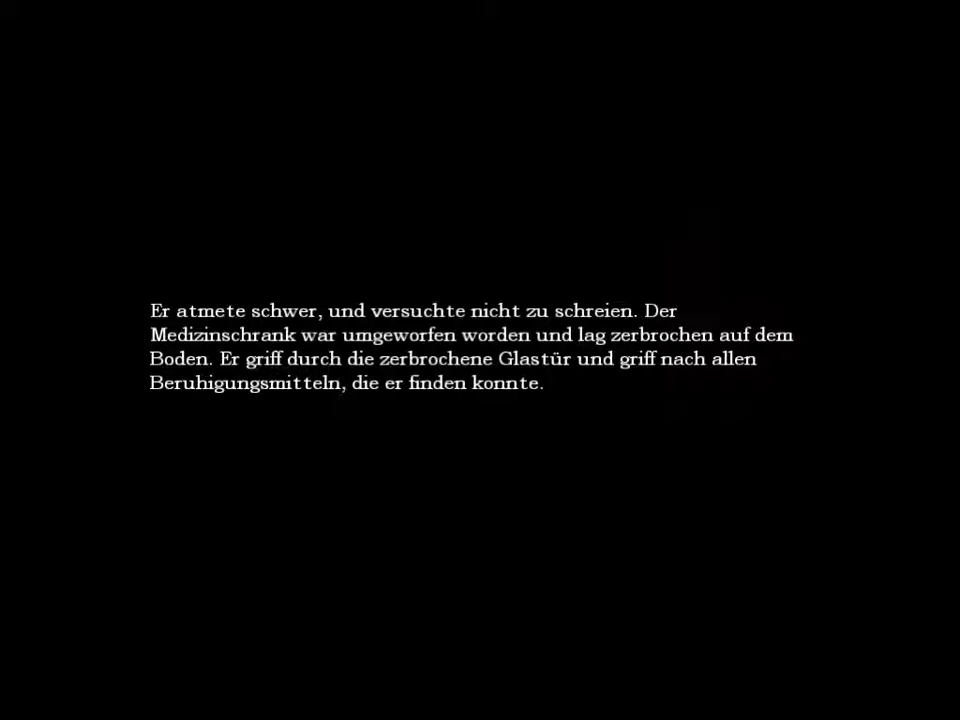 Er atmete schwer, und versuchte nicht zu schreien. Der
Medizinschrank war umgeworfen worden und lag zerbrochen auf dem
Boden. Er griff durch die zerbrochene Glastür und griff nach allen
Beruhigungsmitteln, die er finden konnte.